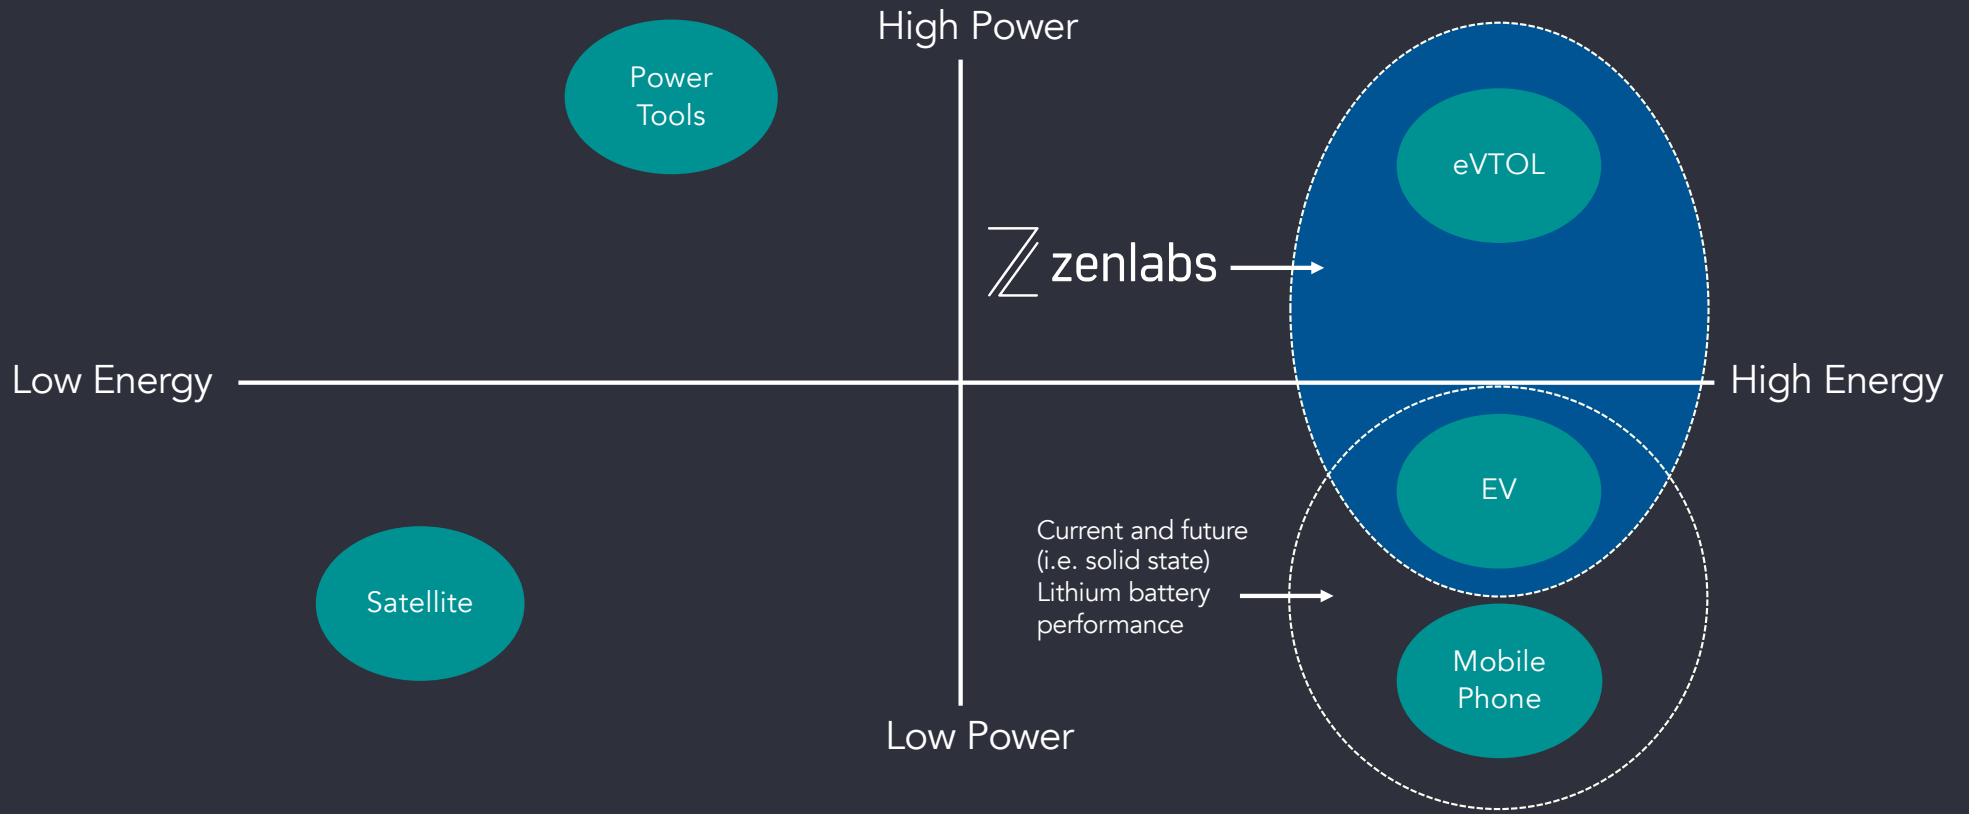 High Power
Power
Tools
eVTOL
zenlabs
Low Energy
High Energy
EV
Current and future
(i.e. solid state)
Lithium battery
performance
Satellite
Mobile
Phone
Low Power